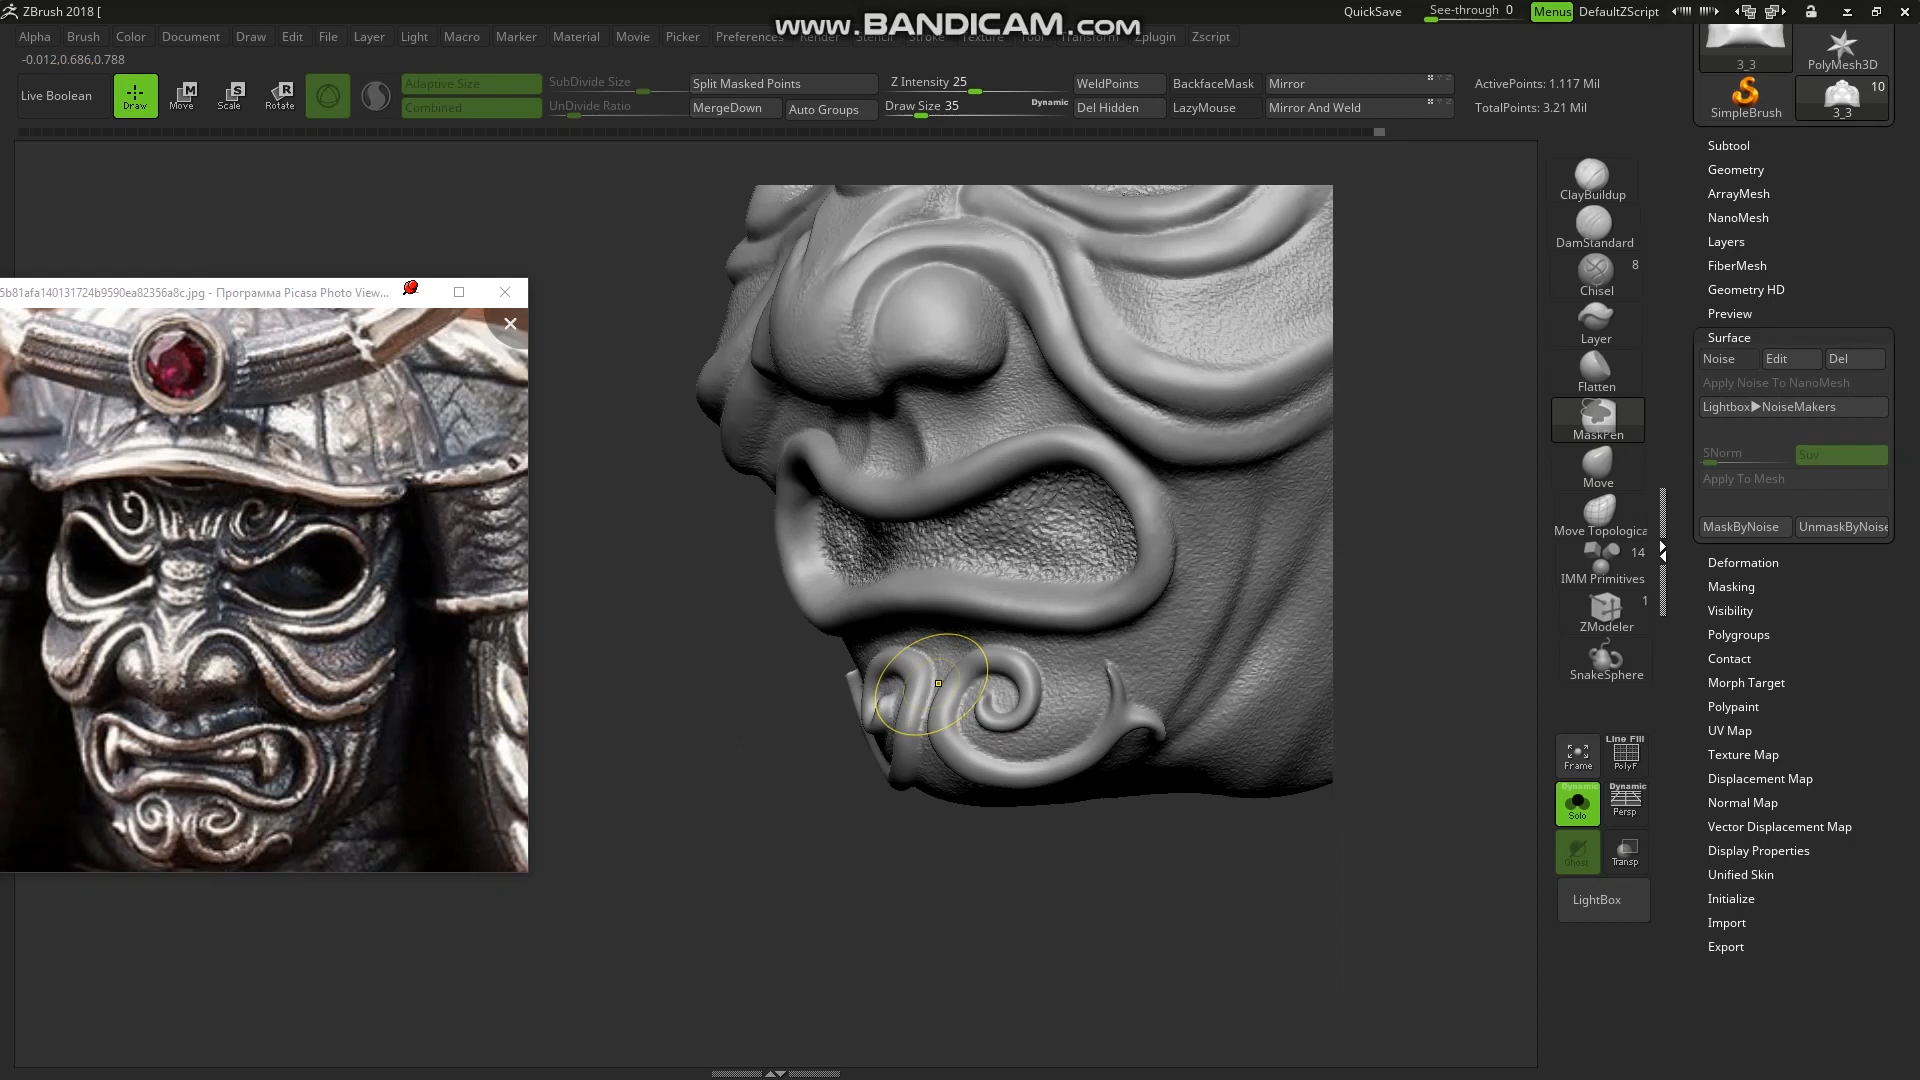 ZBrush 2018 [
QuickSave
See-through 0
Menus
DefaultZScript
www.BANDICAM.com
Alpha Brush Color Document Draw Edit File Layer Light Macro Marker Material Movie Picker Preferences Render Stencil Stroke Texture Tool Transform Zplugin Zscript
-0.012,0.686,0.788
Live Boolean
Draw
Move
Scale
Rotate
Adaptive Size
Combined
SubDivide Size
UnDivide Ratio
Split Masked Points
MergeDown
Auto Groups
Z Intensity 25
Draw Size 35
Dynamic
WeldPoints
Del Hidden
BackfaceMask
LazyMouse
Mirror
Mirror And Weld
ActivePoints: 1.117 Mil
TotalPoints: 3.21 Mil
3_3
PolyMesh3D
SimpleBrush
10
3_3
5b81afa140131724b9590ea82356a8c.jpg - Программа Picasa Photo View...
ClayBuildup
DamStandard
8
Chisel
Layer
Flatten
MaskPen
Move
Move Topologica
14
IMM Primitives
1
ZModeler
SnakeSphere
Frame
Line Fill
PolyF
Dynamic
Solo
Dynamic
Persp
Ghost
Transp
LightBox
Subtool
Geometry
ArrayMesh
NanoMesh
Layers
FiberMesh
Geometry HD
Preview
Surface
Noise Edit Del
Apply Noise To NanoMesh
Lightbox▶NoiseMakers
SNorm
Suv
Apply To Mesh
MaskByNoise
UnmaskByNoise
Deformation
Masking
Visibility
Polygroups
Contact
Morph Target
Polypaint
UV Map
Texture Map
Displacement Map
Normal Map
Vector Displacement Map
Display Properties
Unified Skin
Initialize
Import
Export